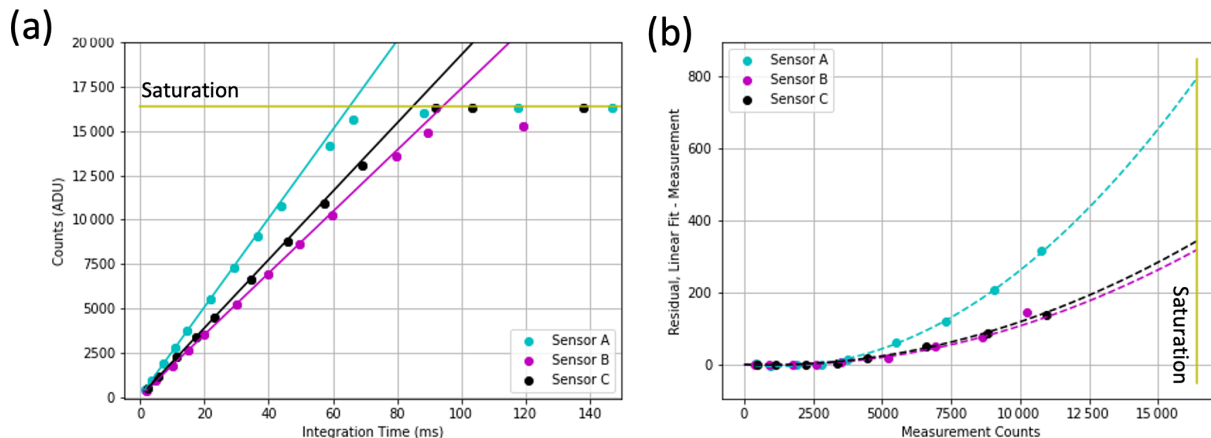 (a)
20 000
17 500
15 000
12 500
10 000
7500
5000
2500
0
Counts (ADU)
Saturation
Sensor A
Sensor B
Sensor C
0
20
40
60
80
100
120
140
Integration Time (ms)
(b)
800
600
400
200
0
Residual, Linear Fit - Measurement
Sensor A
Sensor B
Sensor C
Saturation
0
2500
5000
7500
10 000
12 500
15 000
Measurement Counts